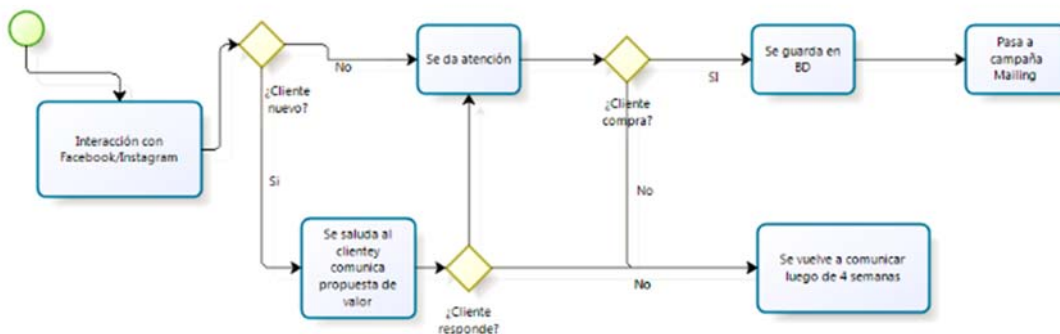 Interacción con
Facebook/Instagram
¿Cliente
nuevo?
No
Si
Se da atención
Se saluda al
clientey
comunica
propuesta de
valor
¿Cliente
responde?
No
¿Cliente
compra?
SI
No
Se guarda en
BD
Pasa a
campaña
Mailing
Se vuelve a comunicar
luego de 4 semanas